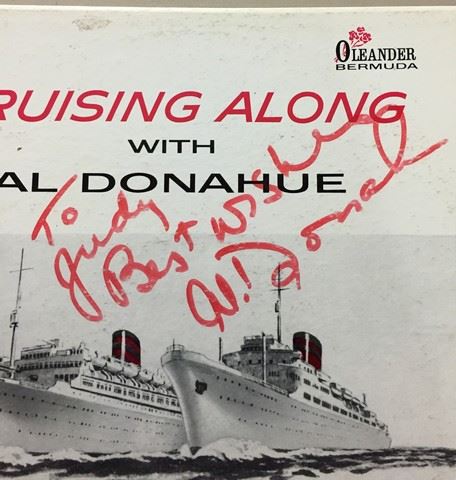 OLEANDER
BERMUDA
RUISING ALONG
WITH
AL DONAHUE
To
Judy
Best wishes
Al Donahue